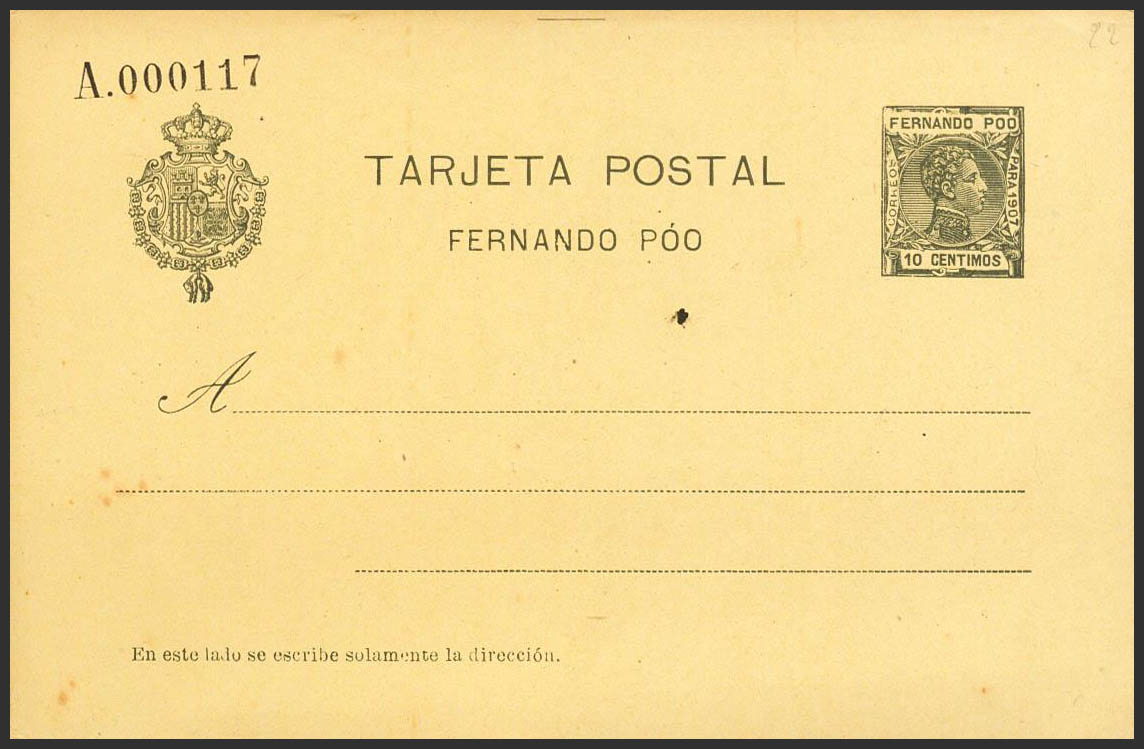 22
A.000117
TARJETA POSTAL
FERNANDO PÓO
FERNANDO POO
CORREOS
PARA 1907
10 CENTIMOS
A
En este lado se escribe solamente la dirección.